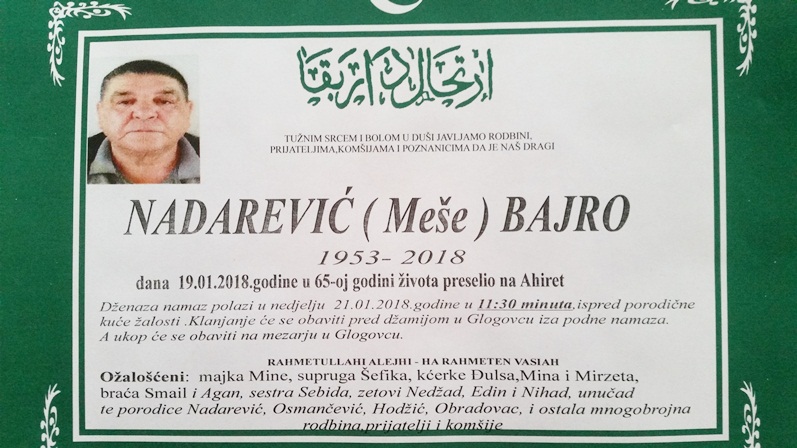 ارتحال دار بقا
TUŽNIM SRCEM I BOLOM U DUŠI JAVLJAMO RODBINI,
PRIJATELJIMA,KOMŠIJAMA I POZNANICIMA DA JE NAŠ DRAGI
NADAREVIĆ ( Meše ) BAJRO
1953- 2018
dana 19.01.2018.godine u 65-oj godini života preselio na Ahiret
Dženaza namaz polazi u nedjelju 21.01.2018.godine u 11:30 minuta,ispred porodične
kuće žalosti .Klanjanje će se obaviti pred džamijom u Glogovcu iza podne namaza.
A ukop će se obaviti na mezarju u Glogovcu.
RAHMETULLAHI ALEJHI - HA RAHMETEN VASIAH
Ožalošćeni: majka Mine, supruga Šefika, kćerke Đulsa,Mina i Mirzeta,
braća Smail i Agan, sestra Sebida, zetovi Nedžad, Edin i Nihad, unučad
te porodice Nadarević, Osmančević, Hodžić, Obradovac, i ostala mnogobrojna
rodbina,prijatelji i komšije